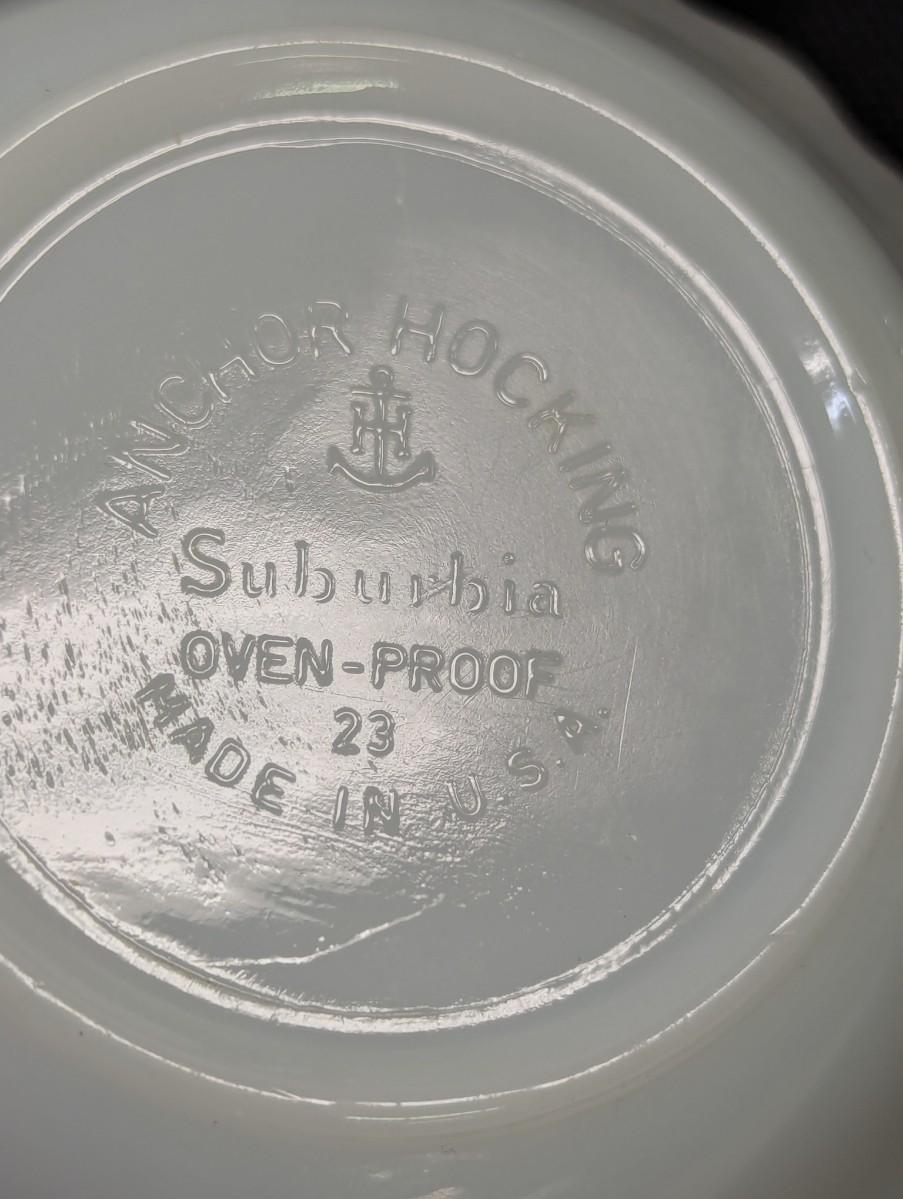 ANCHOR HOCKING
H
Suburbia
OVEN-PROOF
23
MADE IN U.S.A.